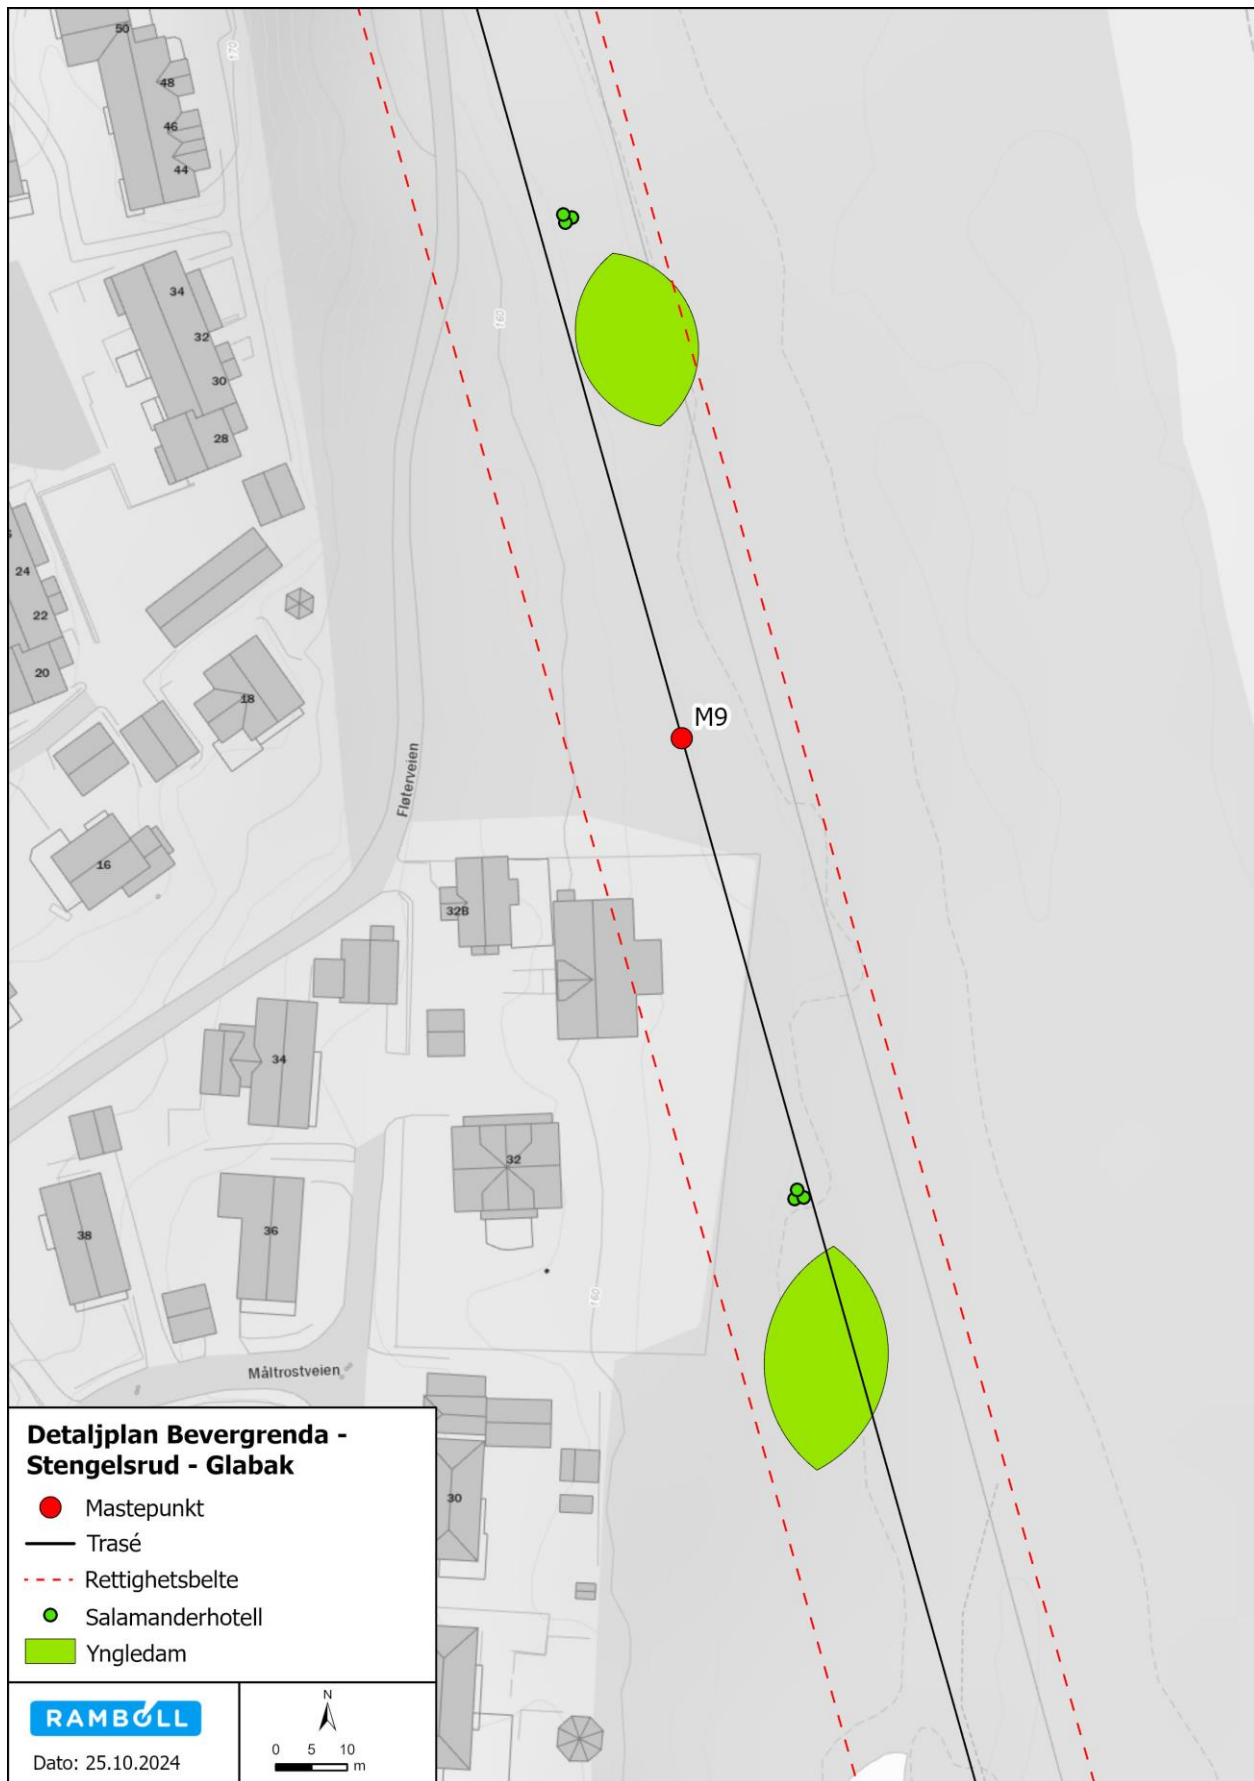 50
48
46
44
170
34
32
30
28
160
24
22
20
18
M9
Fløterveien
16
32B
34
32
38
36
160
Måltrostveien
30
Detaljplan Bevergrenda -
Stengelsrud - Glabak
Mastepunkt
Trasé
Rettighetsbelte
Salamanderhotell
Yngledam
RAMBOLL
Dato: 25.10.2024
N
0 5 10
m